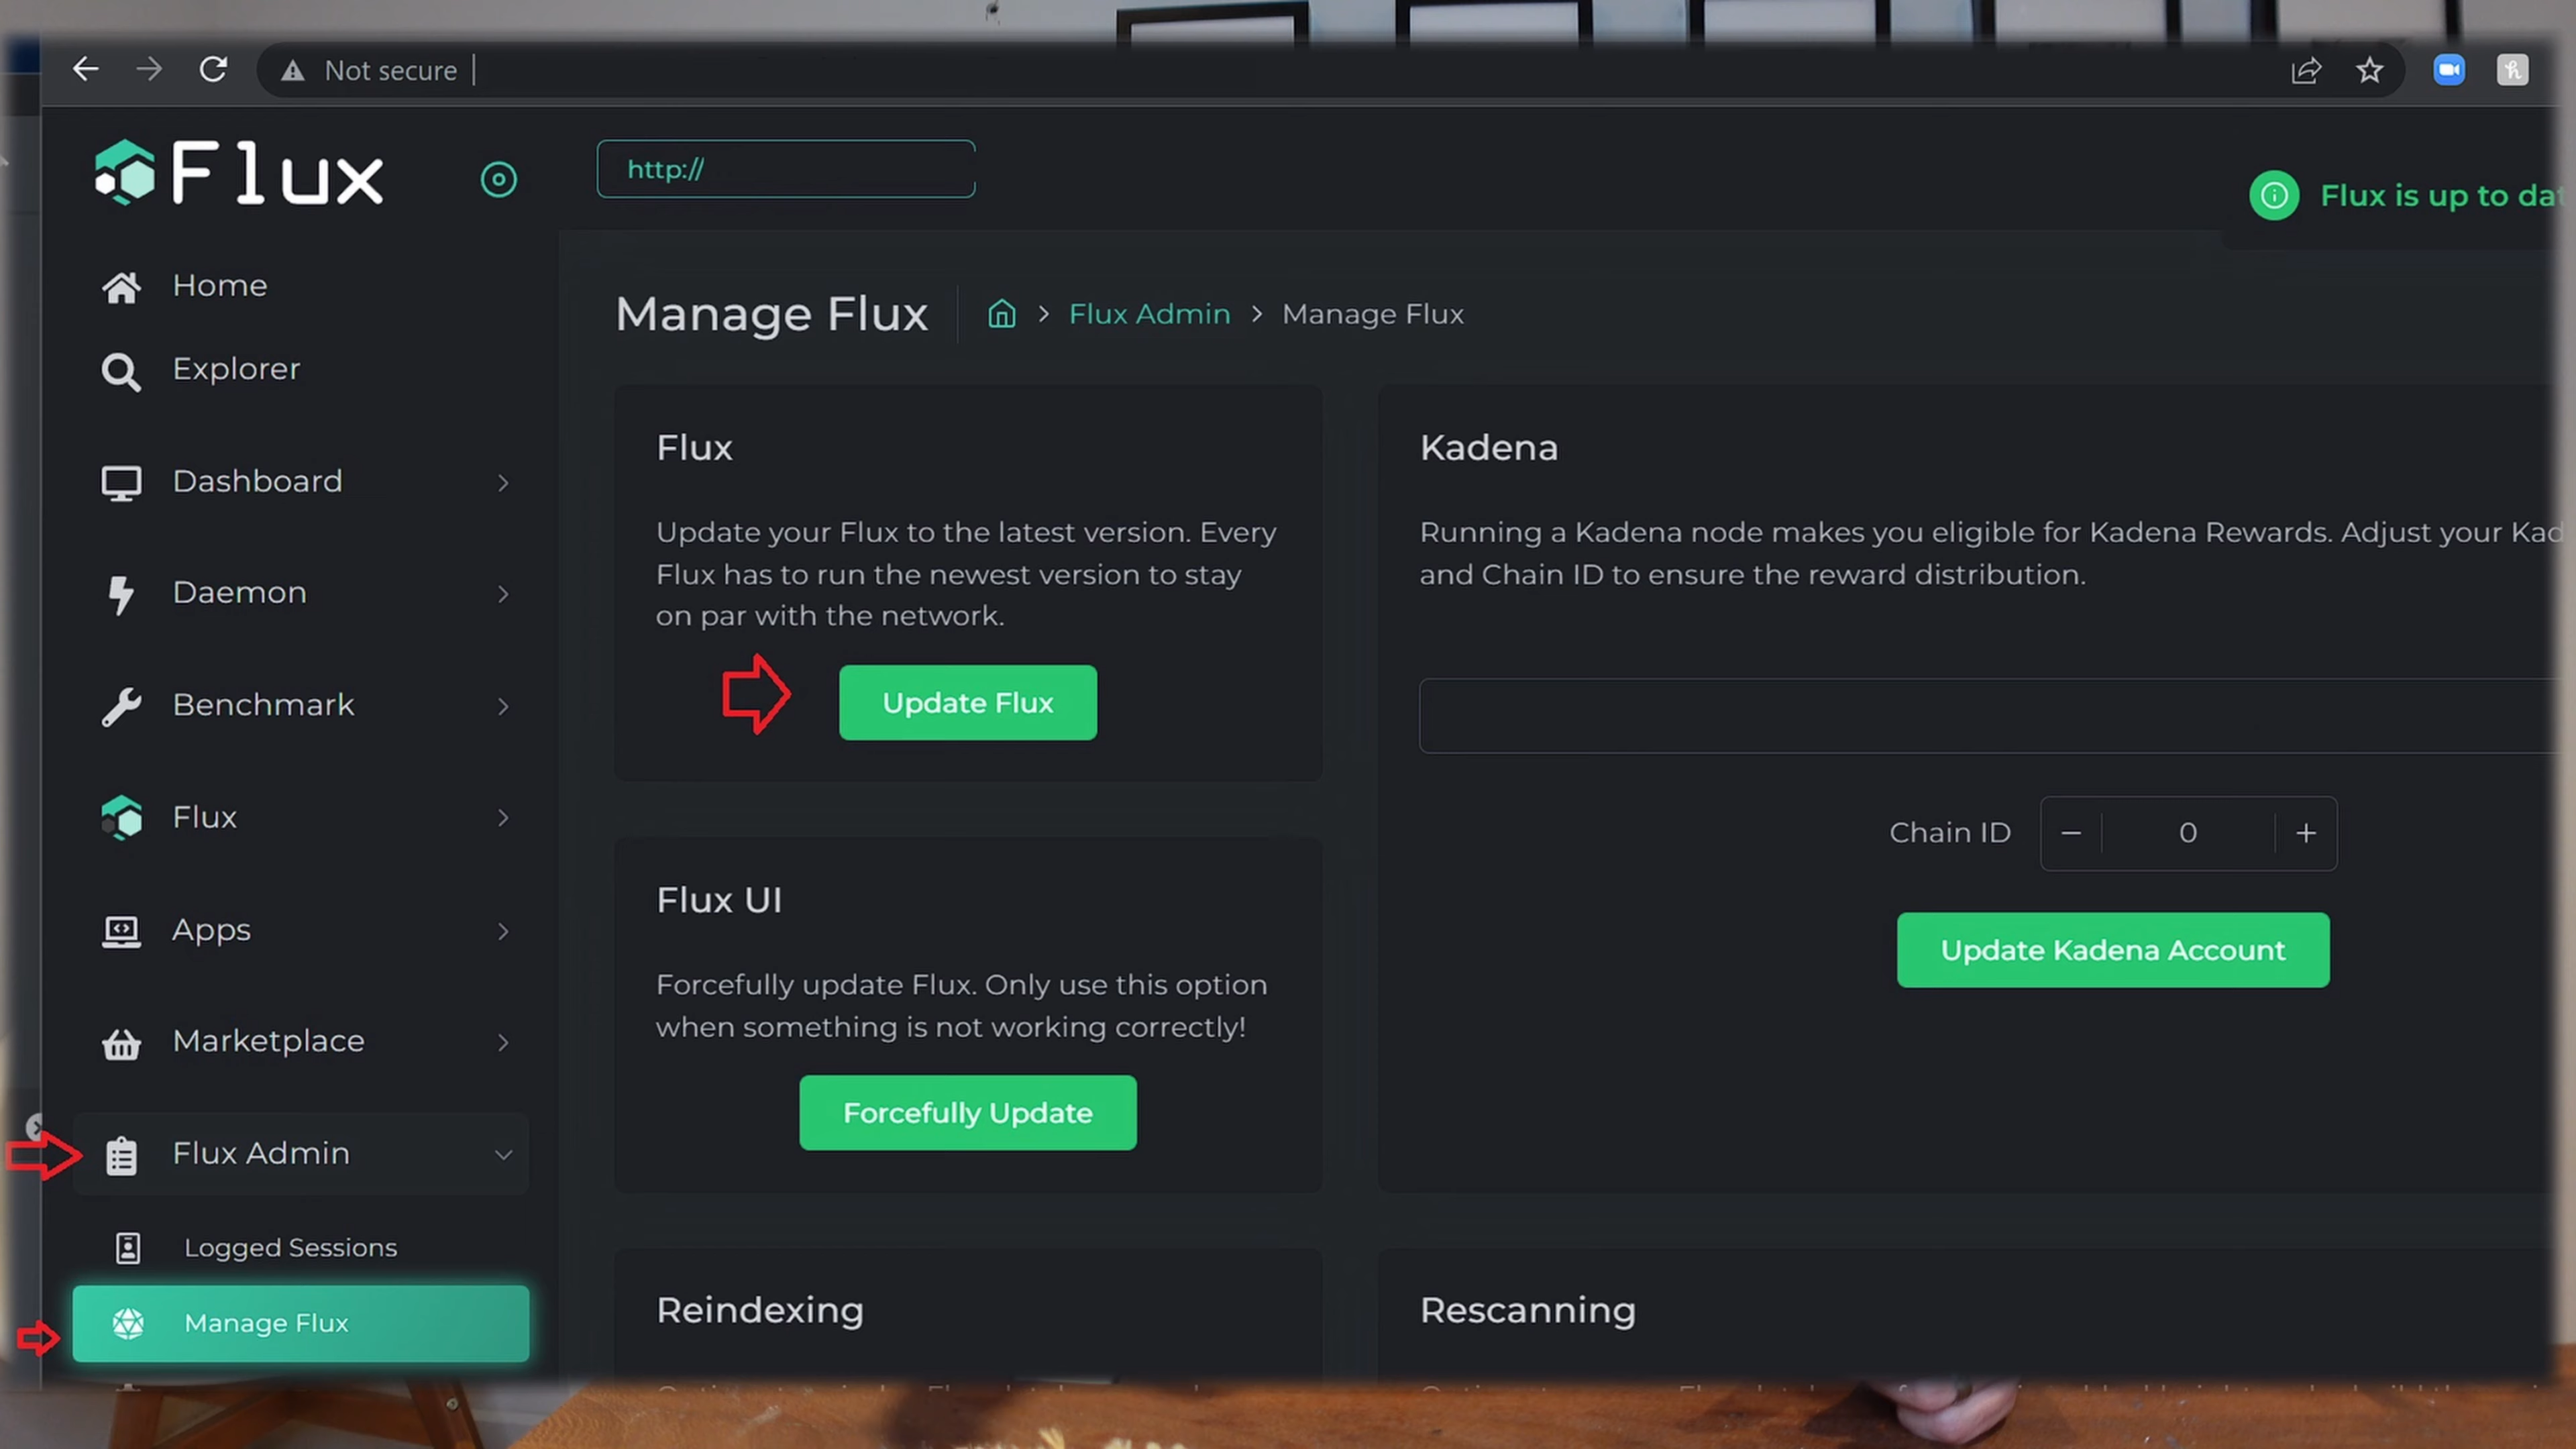 Not secure
Flux
http://
Flux is up to dat
Home
Explorer
Dashboard
Daemon
Benchmark
Flux
Apps
Marketplace
Flux Admin
Logged Sessions
Manage Flux
Manage Flux
Flux Admin > Manage Flux
Flux
Update your Flux to the latest version. Every
Flux has to run the newest version to stay
on par with the network.
Update Flux
Kadena
Running a Kadena node makes you eligible for Kadena Rewards. Adjust your Kad
and Chain ID to ensure the reward distribution.
Chain ID
0
Update Kadena Account
Flux UI
Forcefully update Flux. Only use this option
when something is not working correctly!
Forcefully Update
Reindexing
Rescanning